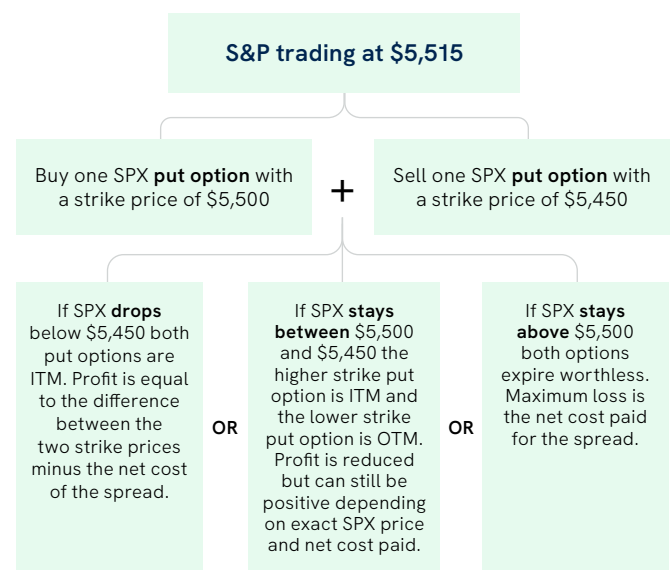 S&P trading at $5,515
Buy one SPX put option with
a strike price of $5,500
+
Sell one SPX put option with
a strike price of $5,450
If SPX drops
below $5,450 both
put options are
ITM. Profit is equal
to the difference
between the
two strike prices
minus the net cost
of the spread.
OR
If SPX stays
between $5,500
and $5,450 the
higher strike put
option is ITM and
the lower strike
put option is OTM.
Profit is reduced
but can still be
positive depending
on exact SPX price
and net cost paid.
OR
If SPX stays
above $5,500
both options
expire worthless.
Maximum loss is
the net cost paid
for the spread.